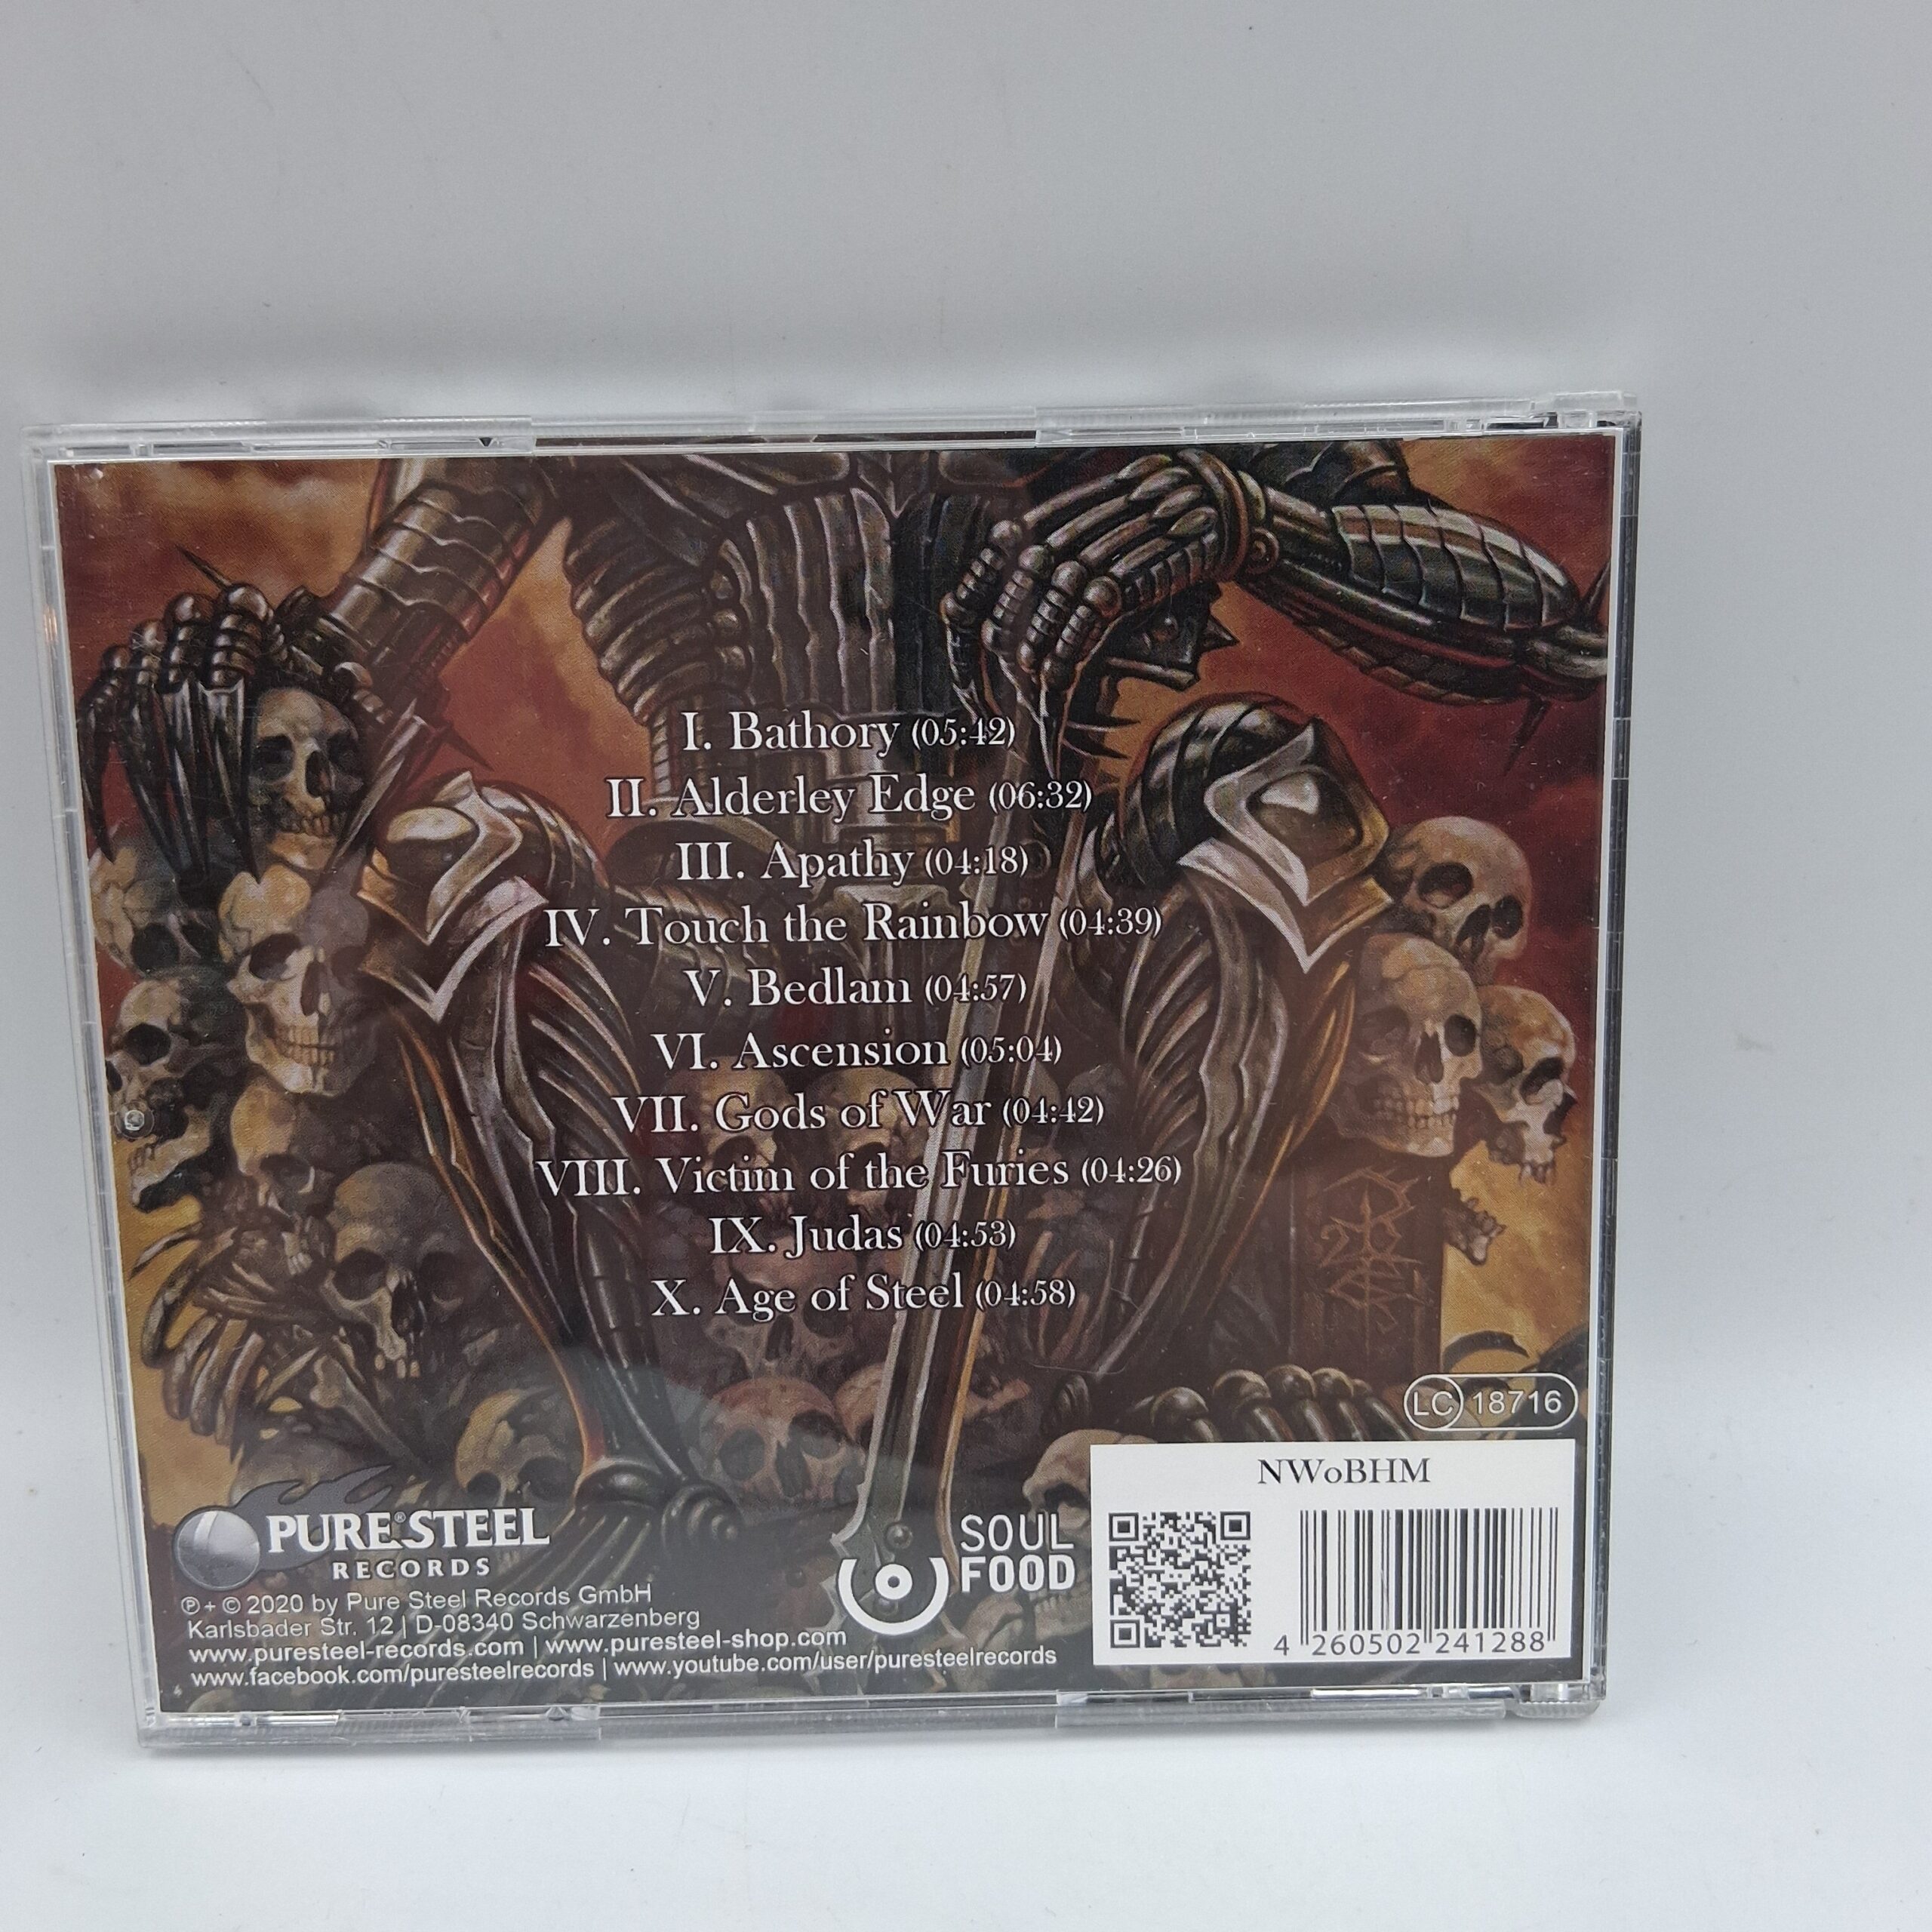 I. Bathory (05:42)
II. Alderley Edge (06:32)
III. Apathy (04:18)
IV. Touch the Rainbow (04:39)
V. Bedlam (04:57)
VI. Ascension (05:04)
VII. Gods of War (04:42)
VIII. Victim of the Furies (04:26)
IX. Judas (04:53)
X. Age of Steel (04:58)
LC 18716
NWoBHM
PURE®STEEL
RECORDS
SOUL
FOOD
℗ + © 2020 by Pure Steel Records GmbH
Karlsbader Str. 12 | D-08340 Schwarzenberg
www.puresteel-records.com | www.puresteel-shop.com
www.facebook.com/puresteelrecords | www.youtube.com/user/puresteelrecords
4 260502 241288